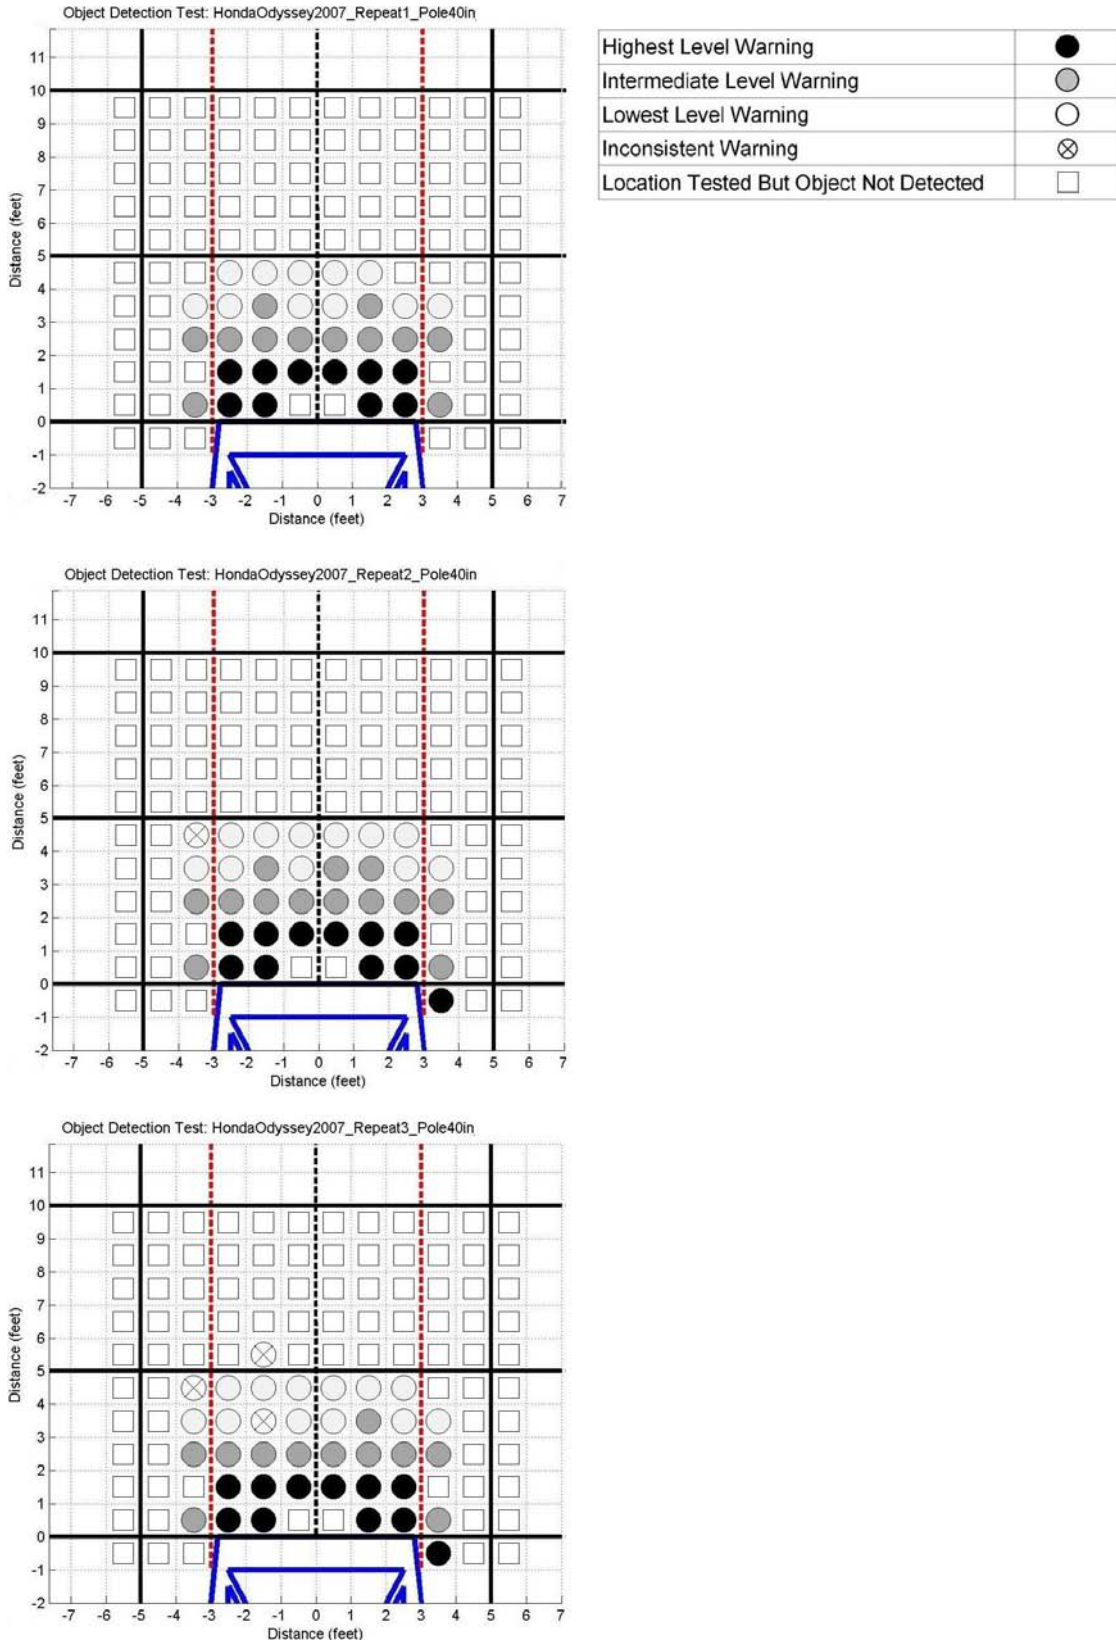 Object Detection Test: HondaOdyssey2007_Repeat1_Pole40in
Highest Level Warning
Intermediate Level Warning
Lowest Level Warning
Inconsistent Warning
Location Tested But Object Not Detected
Distance (feet)
11
10
9
8
7
6
5
4
3
2
1
0
-1
-2
-7 -6 -5 -4 -3 -2 -1 0 1 2 3 4 5 6 7
Distance (feet)
Object Detection Test: HondaOdyssey2007_Repeat2_Pole40in
Distance (feet)
11
10
9
8
7
6
5
4
3
2
1
0
-1
-2
-7 -6 -5 -4 -3 -2 -1 0 1 2 3 4 5 6 7
Distance (feet)
Object Detection Test: HondaOdyssey2007_Repeat3_Pole40in
Distance (feet)
11
10
9
8
7
6
5
4
3
2
1
0
-1
-2
-7 -6 -5 -4 -3 -2 -1 0 1 2 3 4 5 6 7
Distance (feet)